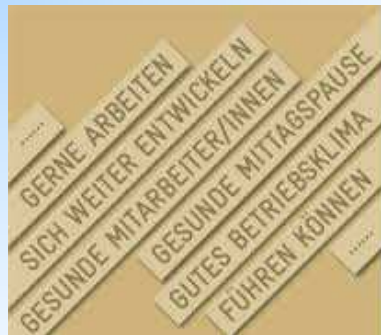 ......
GERNE ARBEITEN
SICH WEITER ENTWICKELN
GESUNDE MITARBEITER/INNEN
GESUNDE MITTAGSPAUSE
GUTES BETRIEBSKLIMA
FÜHREN KÖNNEN
......